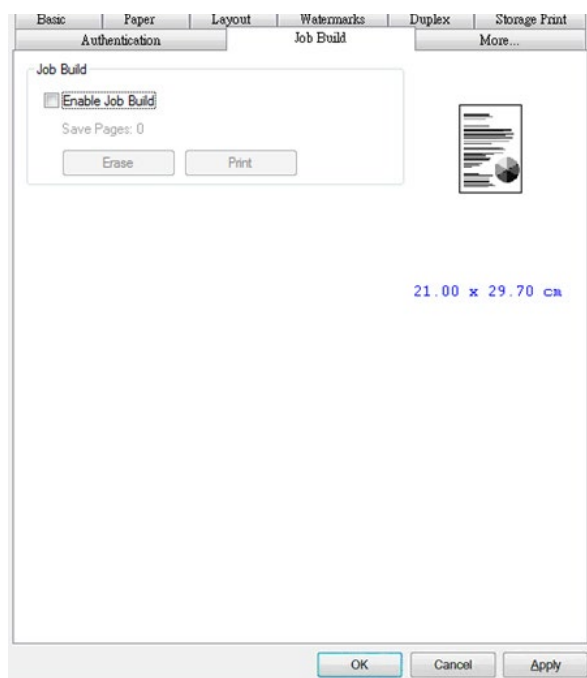 Basic Paper Layout Watermarks Duplex Storage Print
Authentication Job Build More...
Job Build
Enable Job Build
Save Pages: 0
Erase Print
21.00 x 29.70 cm
OK Cancel Apply